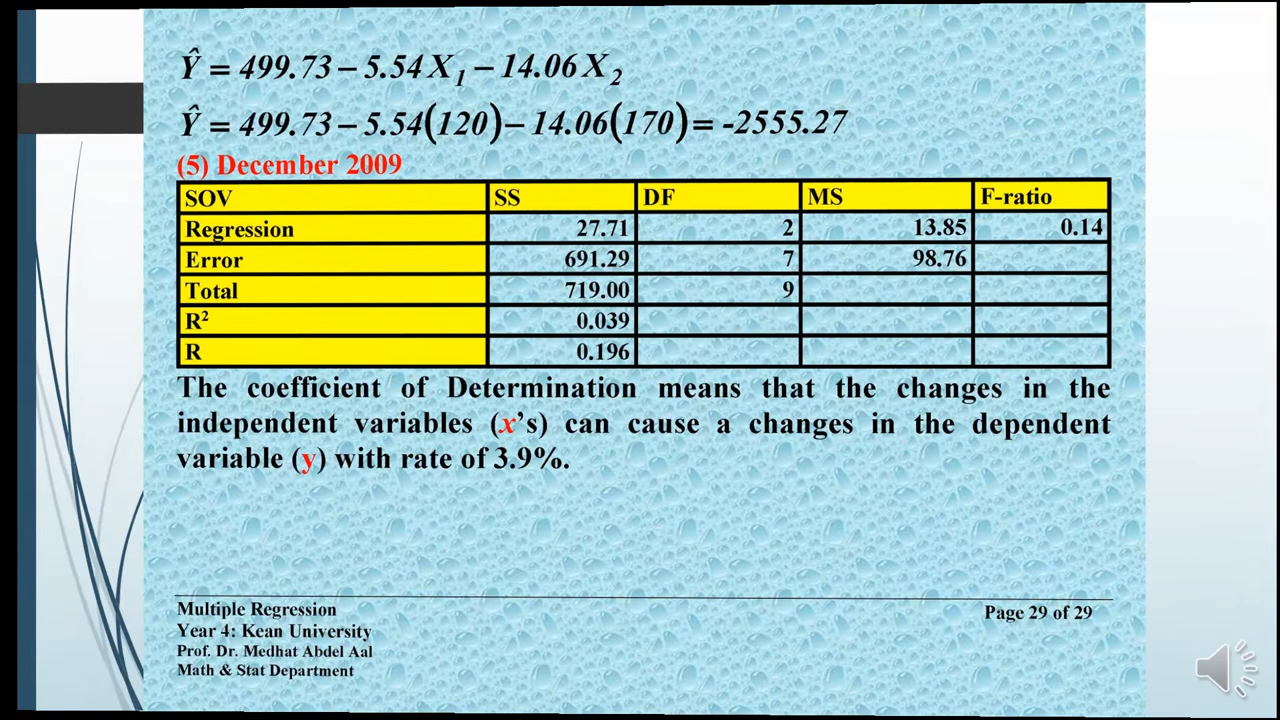 Ŷ = 499.73 – 5.54 X₁ – 14.06 X₂
Ŷ = 499.73 – 5.54(120) – 14.06(170) = -2555.27
(5) December 2009
SOV SS DF MS F-ratio
Regression 27.71 2 13.85 0.14
Error 691.29 7 98.76
Total 719.00 9
R² 0.039
R 0.196
The coefficient of Determination means that the changes in the
independent variables (x's) can cause a changes in the dependent
variable (y) with rate of 3.9%.
Multiple Regression
Page 29 of 29
Year 4: Kean University
Prof. Dr. Medhat Abdel Aal
Math & Stat Department